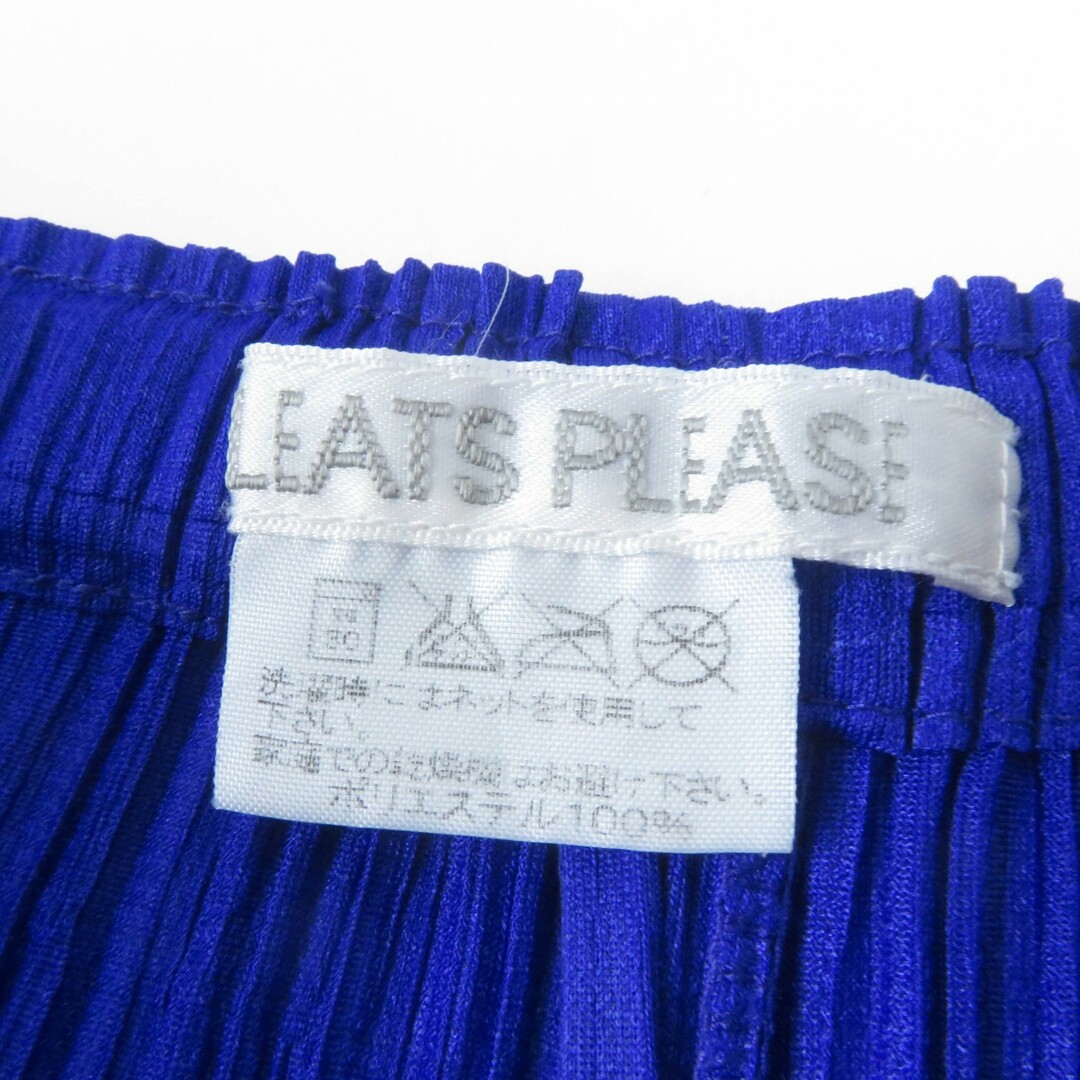 LEATS PLEASE
洗濯時にはネットを使用して
下さい。
家庭での乾燥機はお避け下さい。
ポリエステル100%